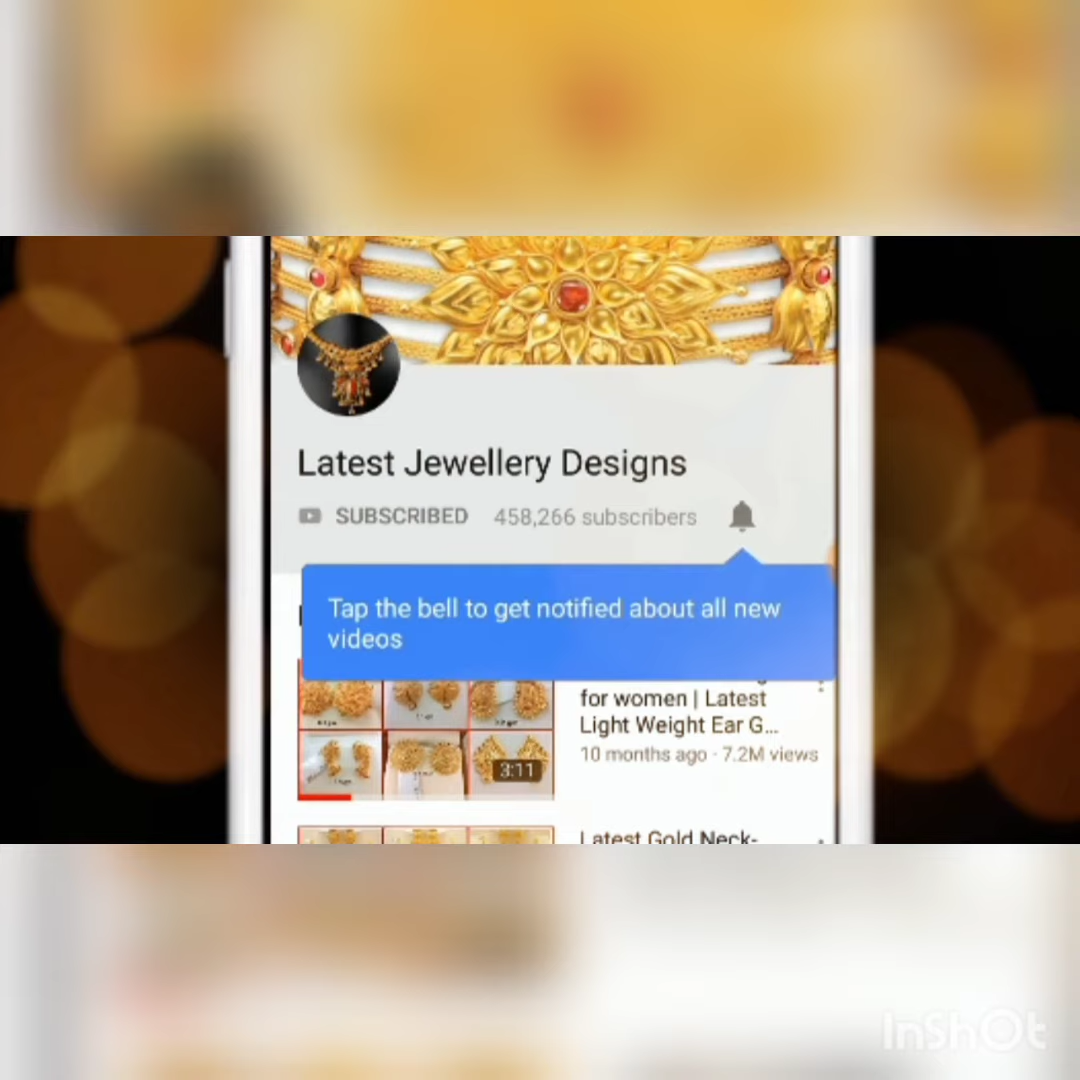 Latest Jewellery Designs
SUBSCRIBED 458,266 subscribers
Tap the bell to get notified about all new
videos
for women | Latest
Light Weight Ear G...
10 months ago · 7.2M views
3:11
Latest Gold Neck-
InShOt